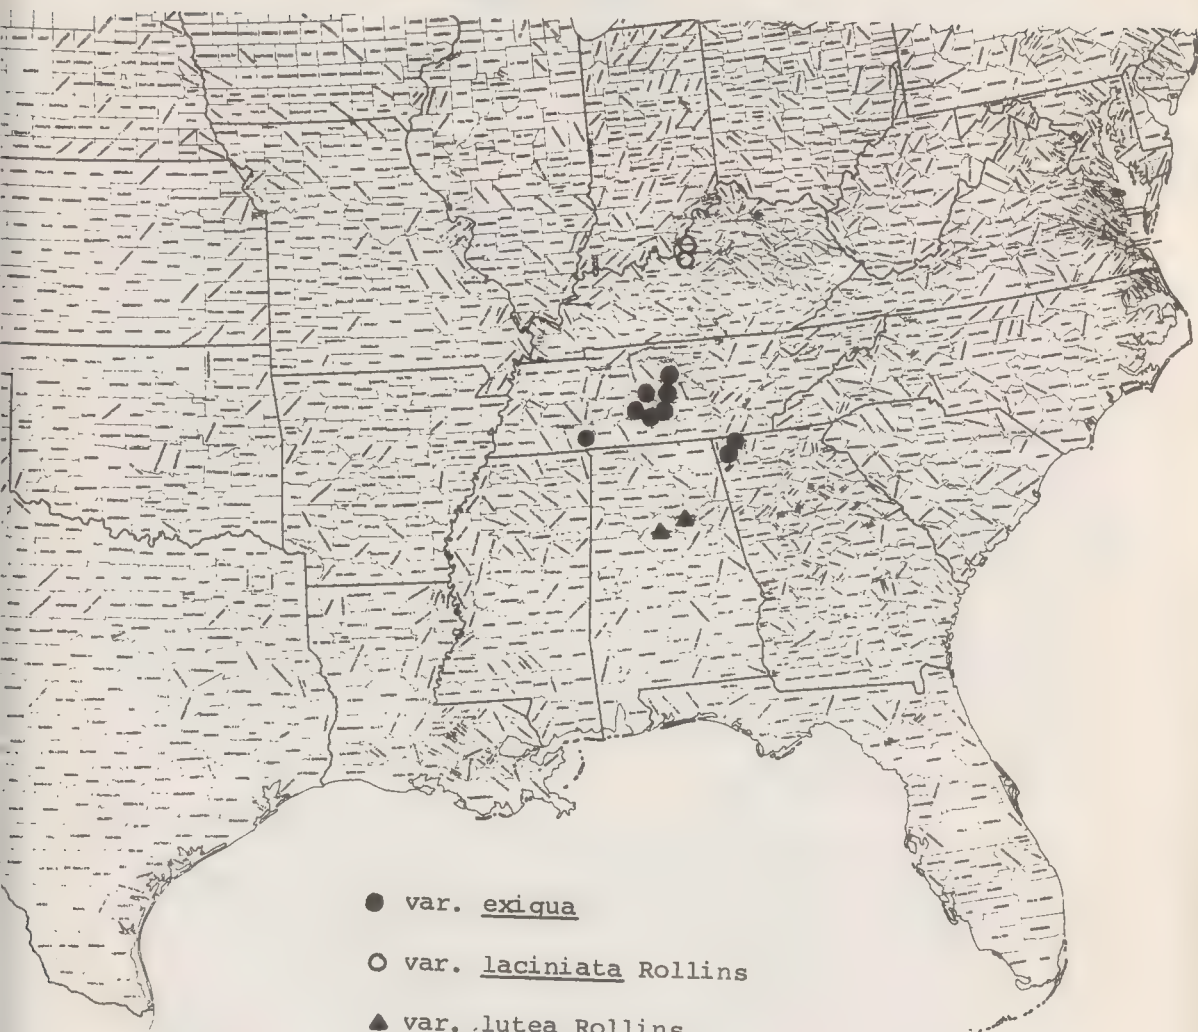 ● var. exiqua
○ var. laciniata Rollins
▲ var. lutea Rollins